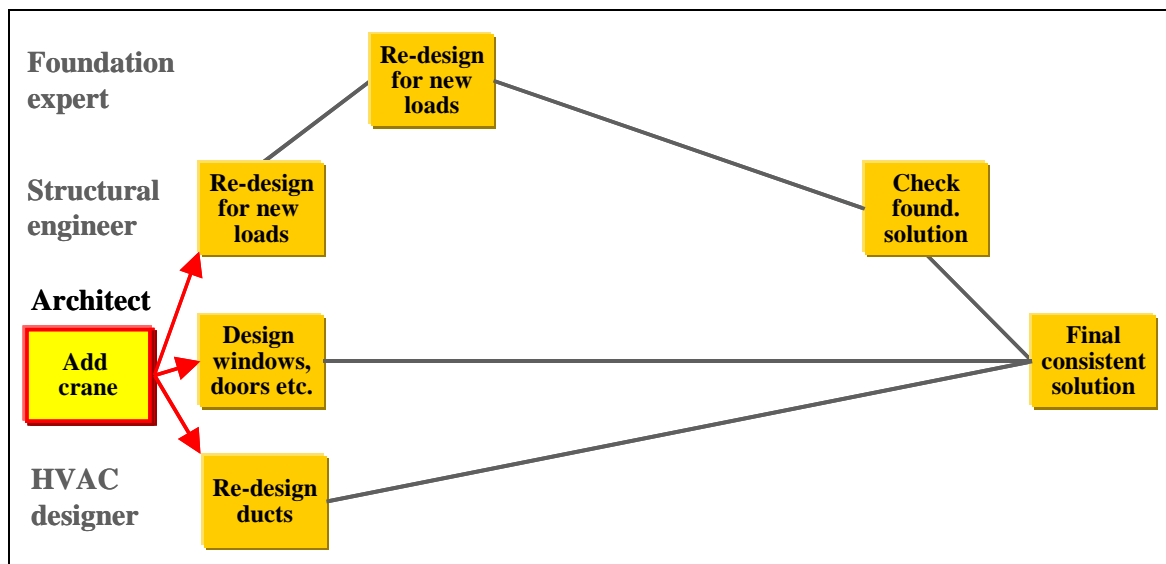 Foundation
expert
Re-design
for new
loads
Structural
engineer
Re-design
for new
loads
Check
found.
solution
Architect
Add
crane
Design
windows,
doors etc.
Final
consistent
solution
HVAC
designer
Re-design
ducts